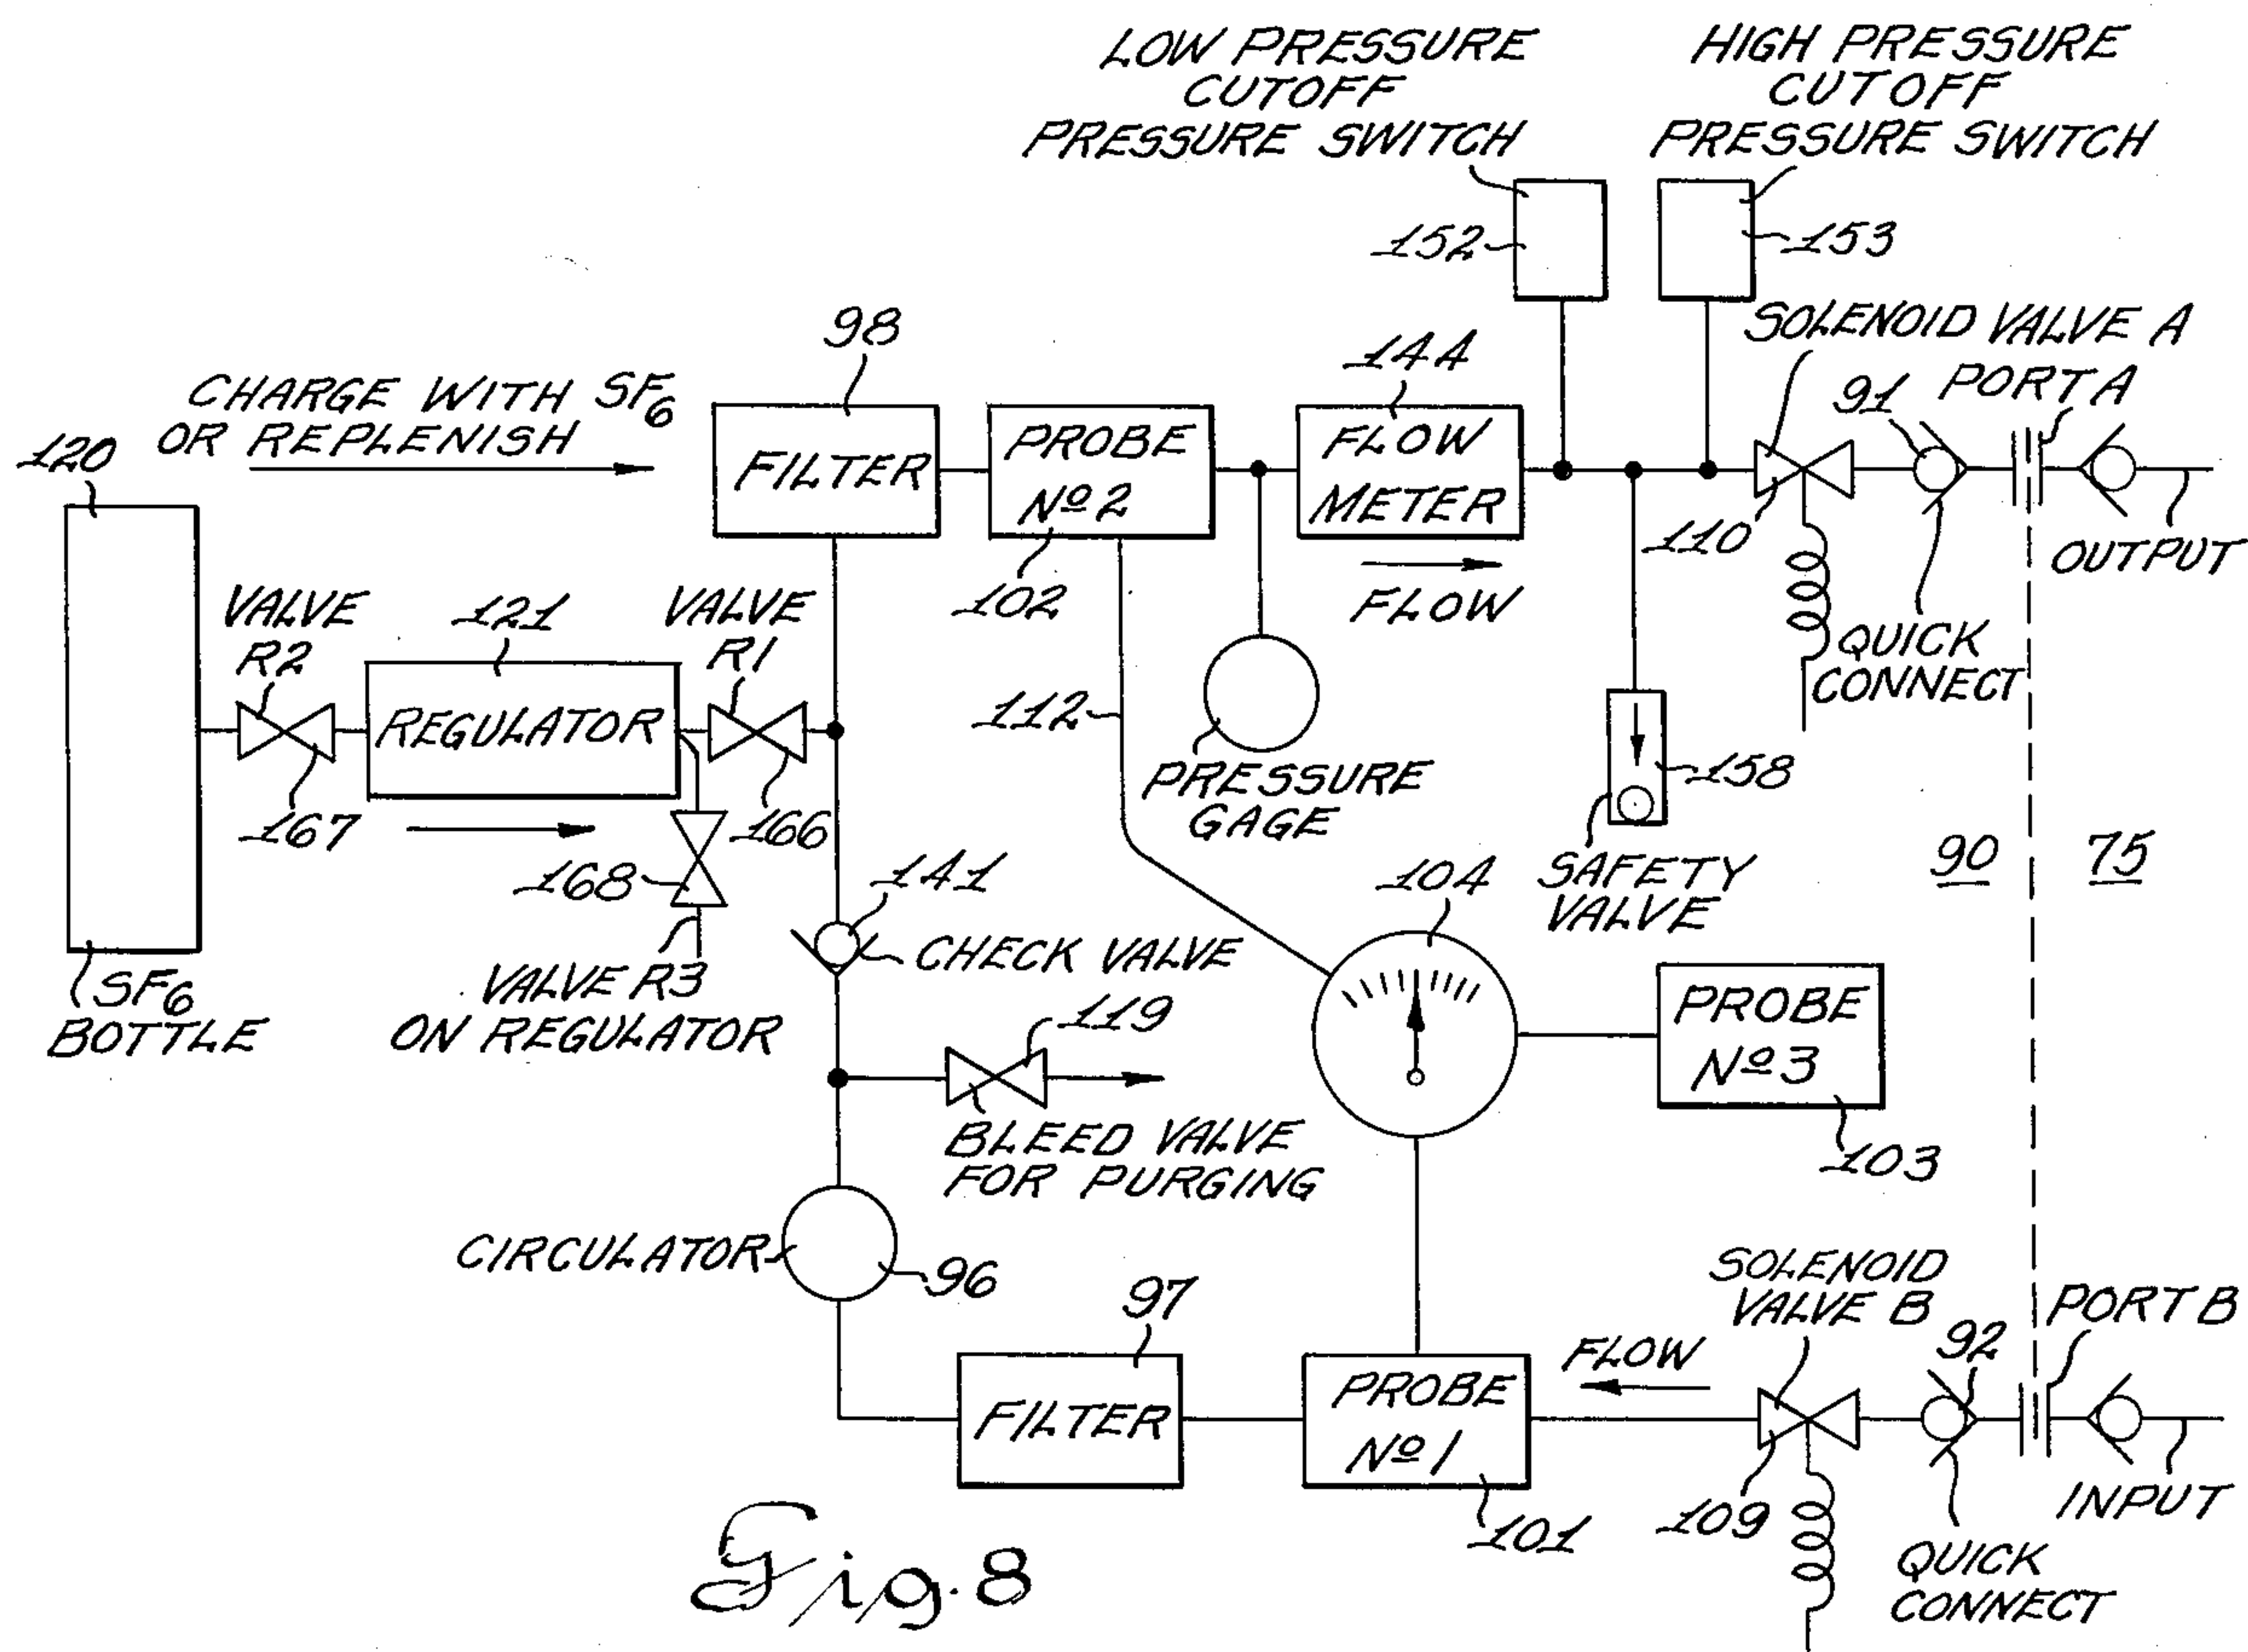 LOW PRESSURE
CUTOFF
PRESSURE SWITCH
HIGH PRESSURE
CUTOFF
PRESSURE SWITCH
152
153
98
144
SOLENOID VALVE A
91
PORT A
CHARGE WITH SF6
OR REPLENISH
120
FILTER
PROBE
No2
FLOW
METER
110
OUTPUT
102
FLOW
VALVE
R2
121
VALVE
R1
QUICK
CONNECT
REGULATOR
112
PRESSURE
GAGE
158
167
166
168
141
104
SAFETY
VALVE
90
75
CHECK VALVE
SF6
BOTTLE
VALVE R3
ON REGULATOR
119
PROBE
No3
BLEED VALVE
FOR PURGING
103
CIRCULATOR
96
97
SOLENOID
VALVE B
PORT B
FLOW
92
FILTER
PROBE
No1
109
INPUT
101
QUICK
CONNECT
Fig. 8